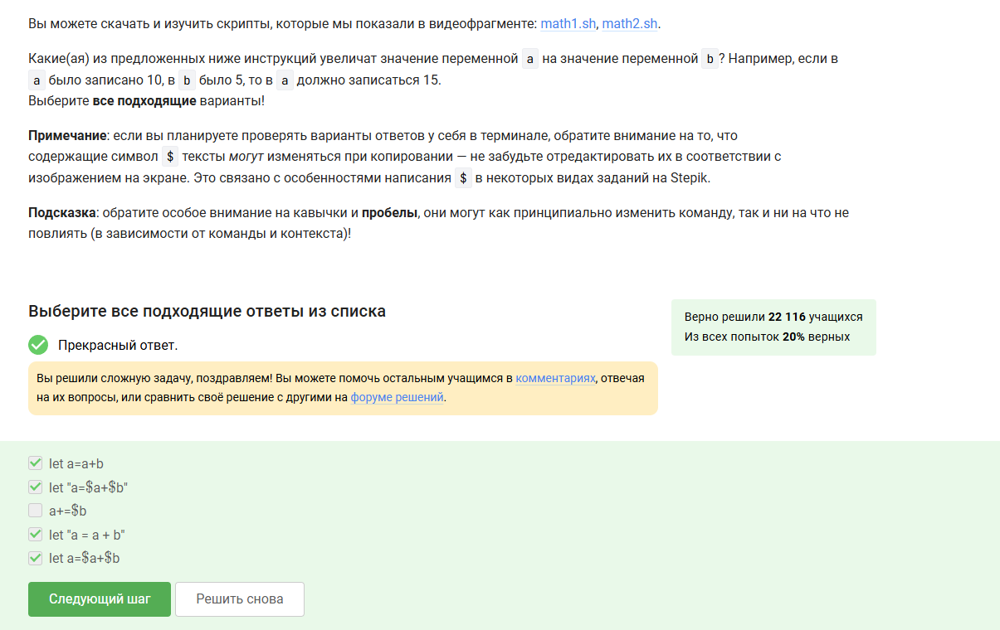 Вы можете скачать и изучить скрипты, которые мы показали в видеофрагменте: math1.sh, math2.sh.
Какие(ая) из предложенных ниже инструкций увеличат значение переменной a на значение переменной b? Например, если в
a было записано 10, в b было 5, то в a должно записаться 15.
Выберите все подходящие варианты!
Примечание: если вы планируете проверять варианты ответов у себя в терминале, обратите внимание на то, что
содержащие символ $ тексты могут изменяться при копировании — не забудьте отредактировать их в соответствии с
изображением на экране. Это связано с особенностями написания $ в некоторых видах заданий на Stepik.
Подсказка: обратите особое внимание на кавычки и пробелы, они могут как принципиально изменить команду, так и ни на что не
повлиять (в зависимости от команды и контекста)!
Выберите все подходящие ответы из списка
Верно решили 22 116 учащихся
Из всех попыток 20% верных
Прекрасный ответ.
Вы решили сложную задачу, поздравляем! Вы можете помочь остальным учащимся в комментариях, отвечая
на их вопросы, или сравнить своё решение с другими на форуме решений.
let a=a+b
let "a=$a+$b"
a+=$b
let "a = a + b"
let a=$a+$b
Следующий шаг
Решить снова